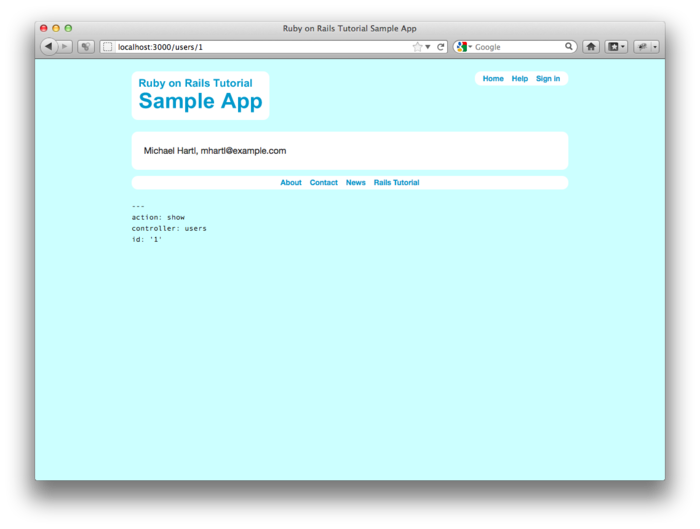 Ruby on Rails Tutorial Sample App
localhost:3000/users/1
Google
Ruby on Rails Tutorial
Sample App
Home Help Sign in
Michael Hartl, mhartl@example.com
About Contact News Rails Tutorial
---
action: show
controller: users
id: '1'